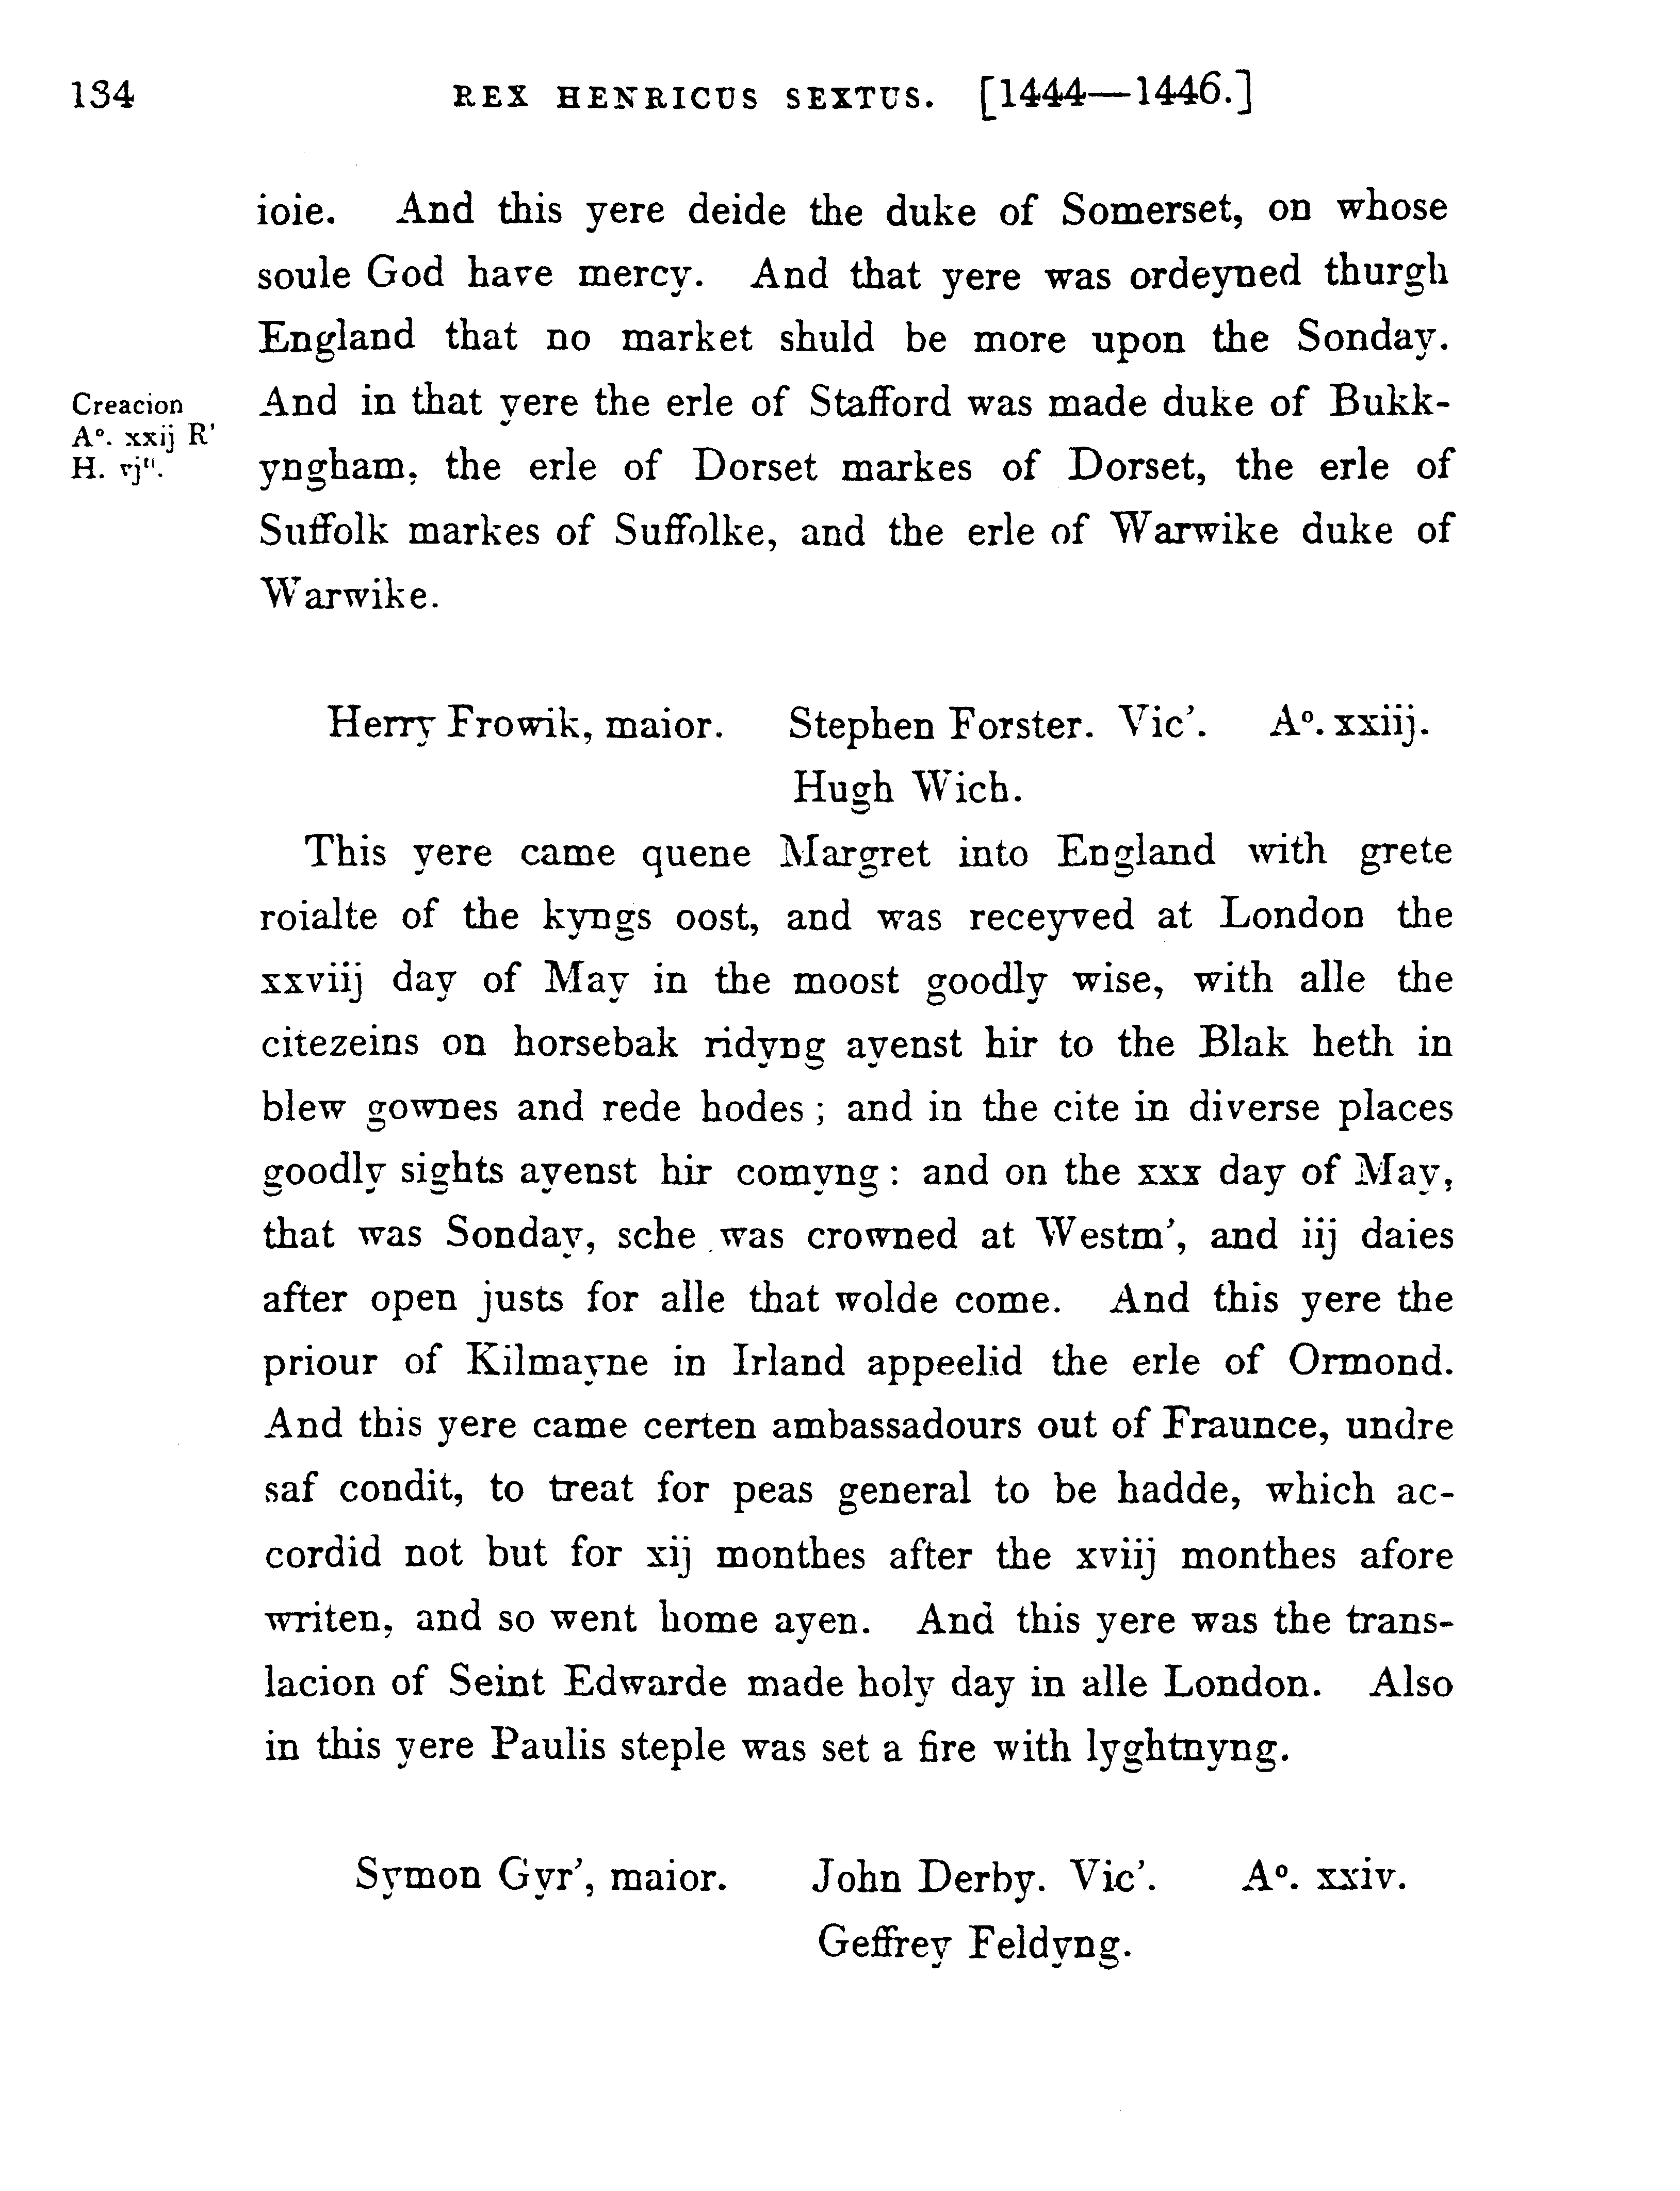 134 REX HENRICUS SEXTUS. [1444—1446.]
ioie. And this yere deide the duke of Somerset, on whose
soule God have mercy. And that yere was ordeyned thurgh
England that no market shuld be more upon the Sonday.
Creacion
Aº. xxij R'
H. vjti.
And in that yere the erle of Stafford was made duke of Bukk-
yngham, the erle of Dorset markes of Dorset, the erle of
Suffolk markes of Suffolke, and the erle of Warwike duke of
Warwike.
Herry Frowik, maior. Stephen Forster. Vic'. Aº. xxiij.
Hugh Wich.
This yere came quene Margret into England with grete
roialte of the kyngs oost, and was receyved at London the
xxviij day of May in the moost goodly wise, with alle the
citezeins on horsebak ridyng ayenst hir to the Blak heth in
blew gownes and rede hodes; and in the cite in diverse places
goodly sights ayenst hir comyng: and on the xxx day of May,
that was Sonday, sche was crowned at Westm', and iij daies
after open justs for alle that wolde come. And this yere the
priour of Kilmayne in Irland appeelid the erle of Ormond.
And this yere came certen ambassadours out of Fraunce, undre
saf condit, to treat for peas general to be hadde, which ac-
cordid not but for xij monthes after the xviij monthes afore
writen, and so went home ayen. And this yere was the trans-
lacion of Seint Edwarde made holy day in alle London. Also
in this yere Paulis steple was set a fire with lyghtnyng.
Symon Gyr', maior. John Derby. Vic'. Aº. xxiv.
Geffrey Feldyng.